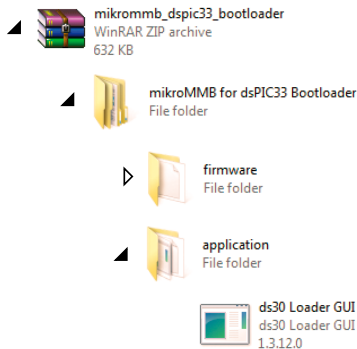 mikrommb_dspic33_bootloader
WinRAR ZIP archive
632 KB
mikroMMB for dsPIC33 Bootloader
File folder
firmware
File folder
application
File folder
ds30 Loader GUI
ds30 Loader GUI
1.3.12.0